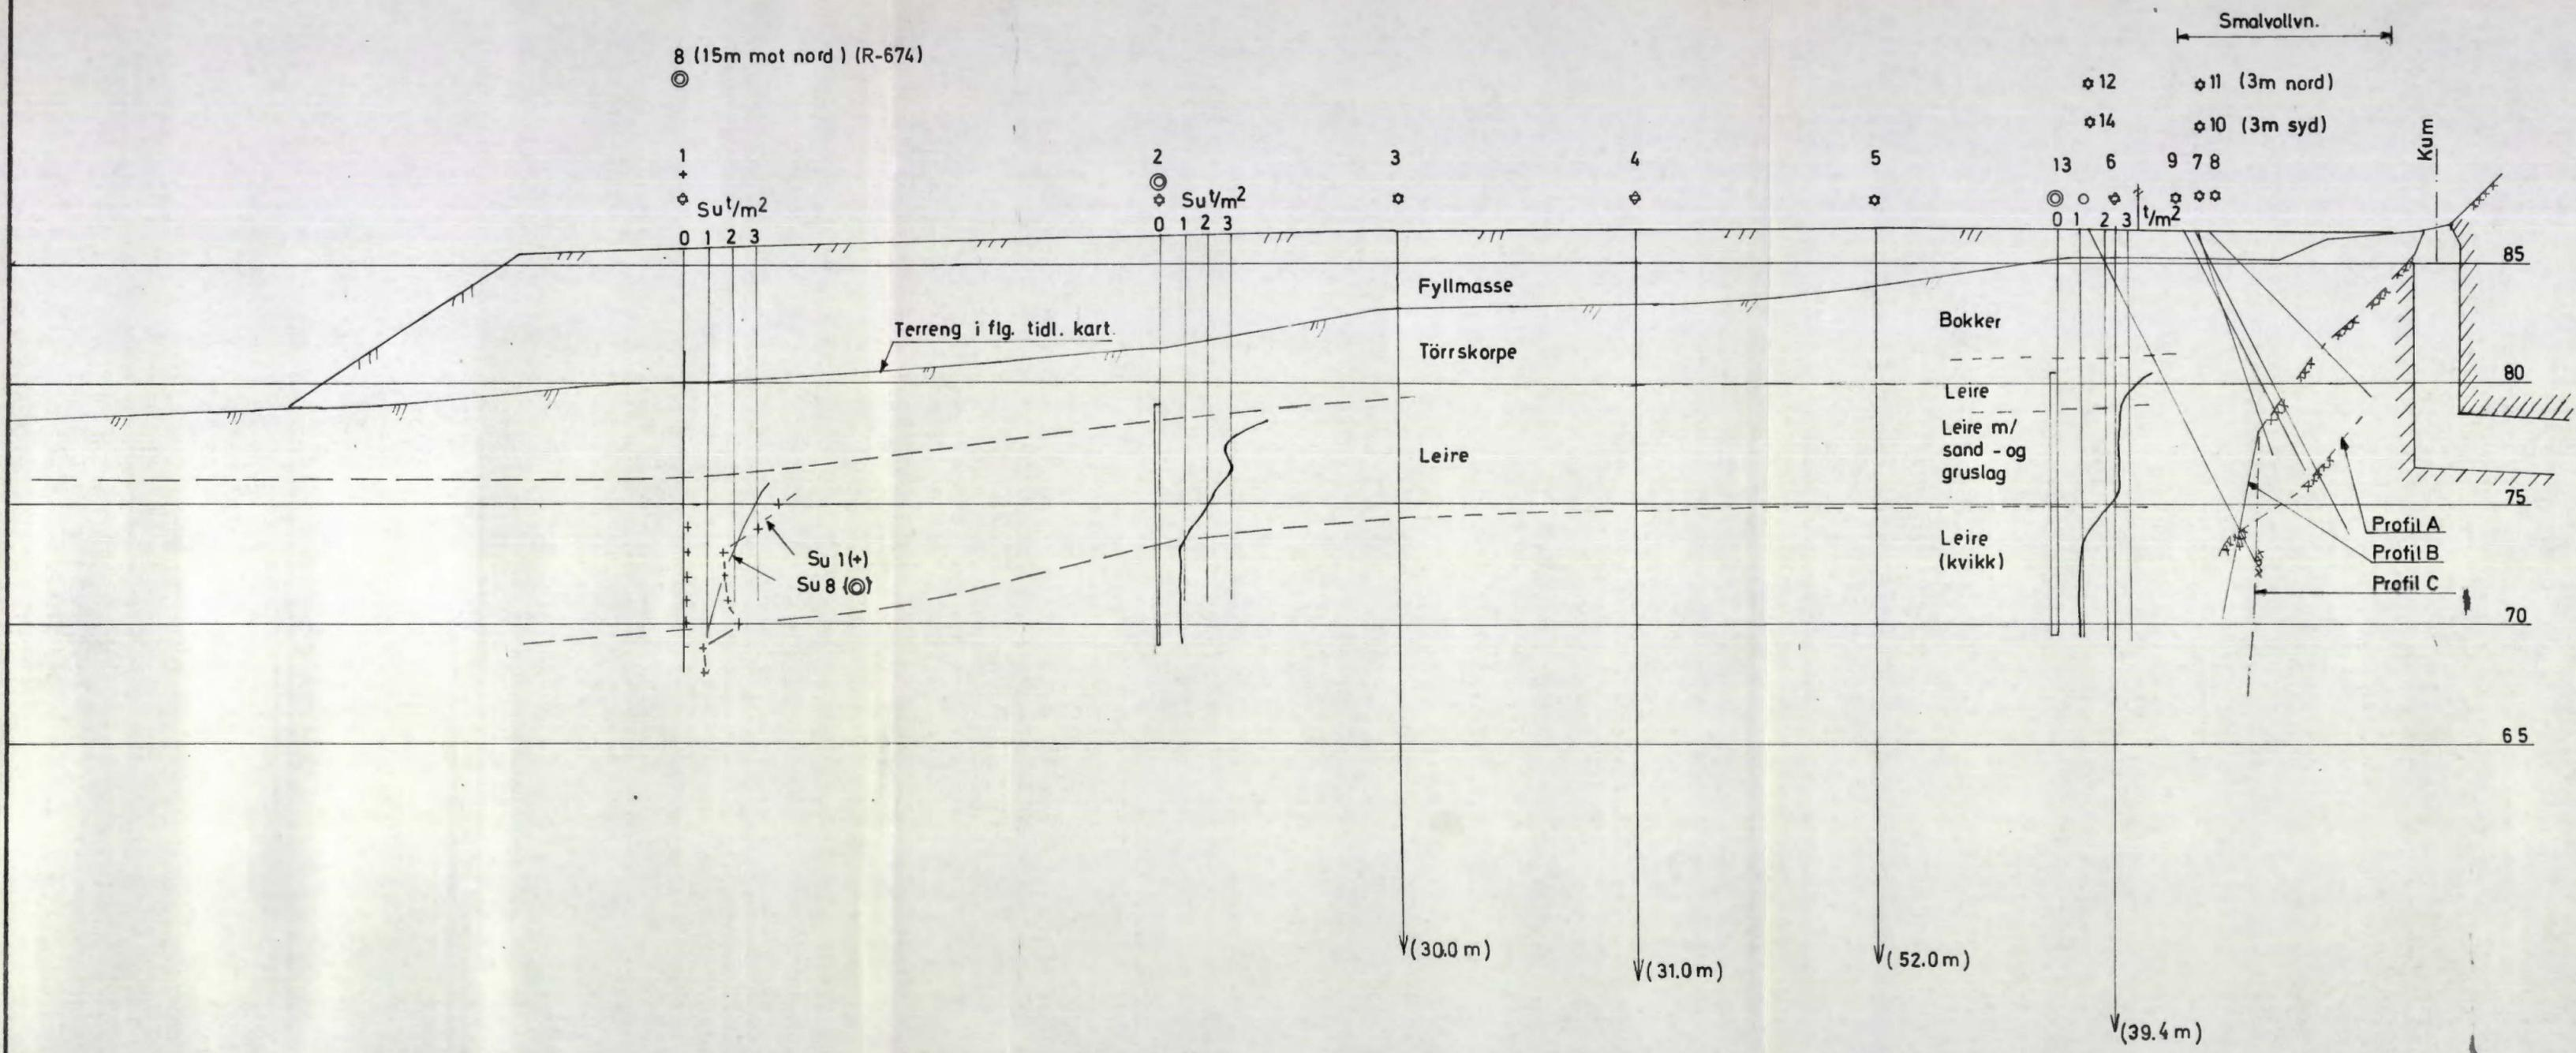 Smalvollvn.
8 (15m mot nord) (R-674)
12
11 (3m nord)
14
10 (3m syd)
Kum
1
2
3
4
5
13 6 9 7 8
Su t/m2
Su t/m2
0 1 2 3
0 1 2 3
0 1 2 3 t/m2
85
Fyllmasse
Bokker
Terreng i flg. tidl. kart.
Törrskorpe
80
Leire
Leire m/
sand - og
gruslag
Leire
75
Profil A
Leire
(kvikk)
Profil B
Su 1 (+)
Su 8 (◎)
Profil C
70
65
(30.0 m)
(31.0 m)
(52.0 m)
(39.4 m)